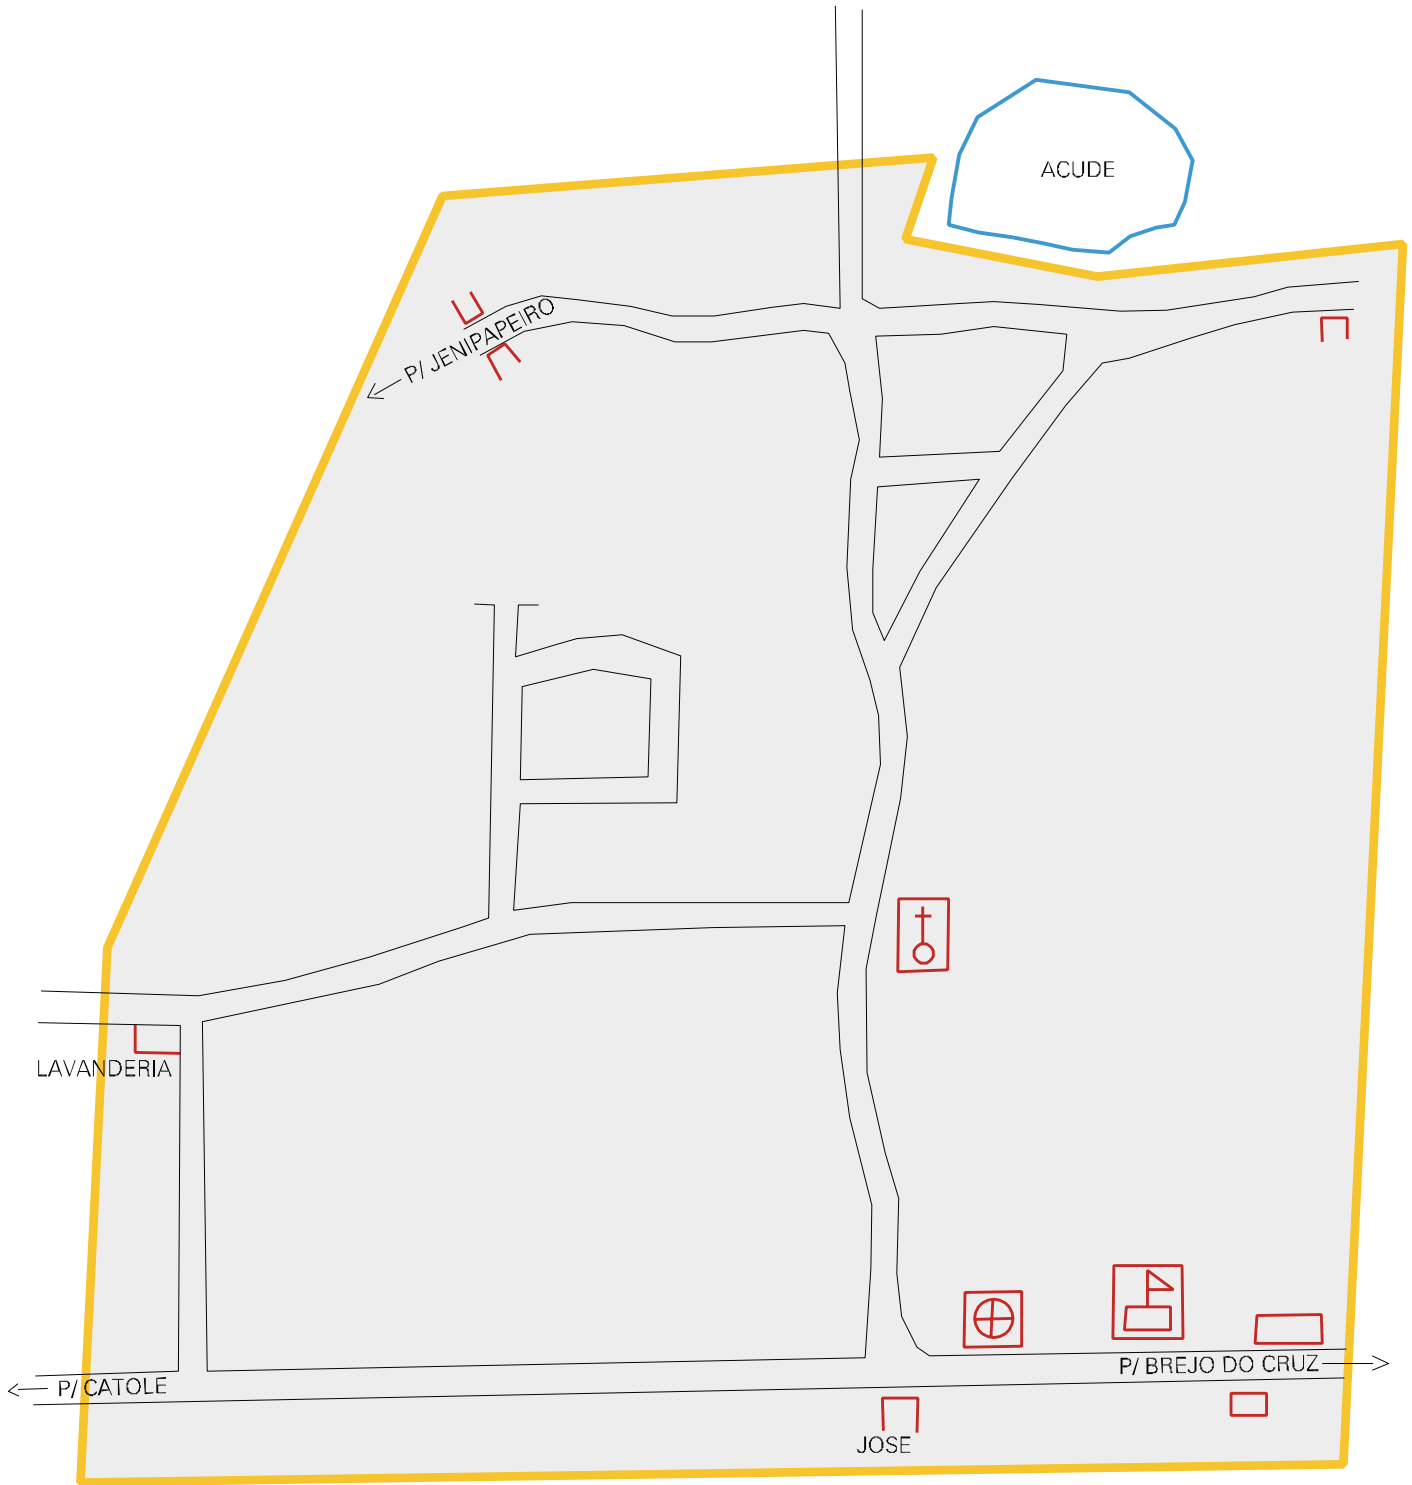 ACUDE
P/ JENIPAPEIRO
LAVANDERIA
P/ BREJO DO CRUZ
P/ CATOLE
JOSE